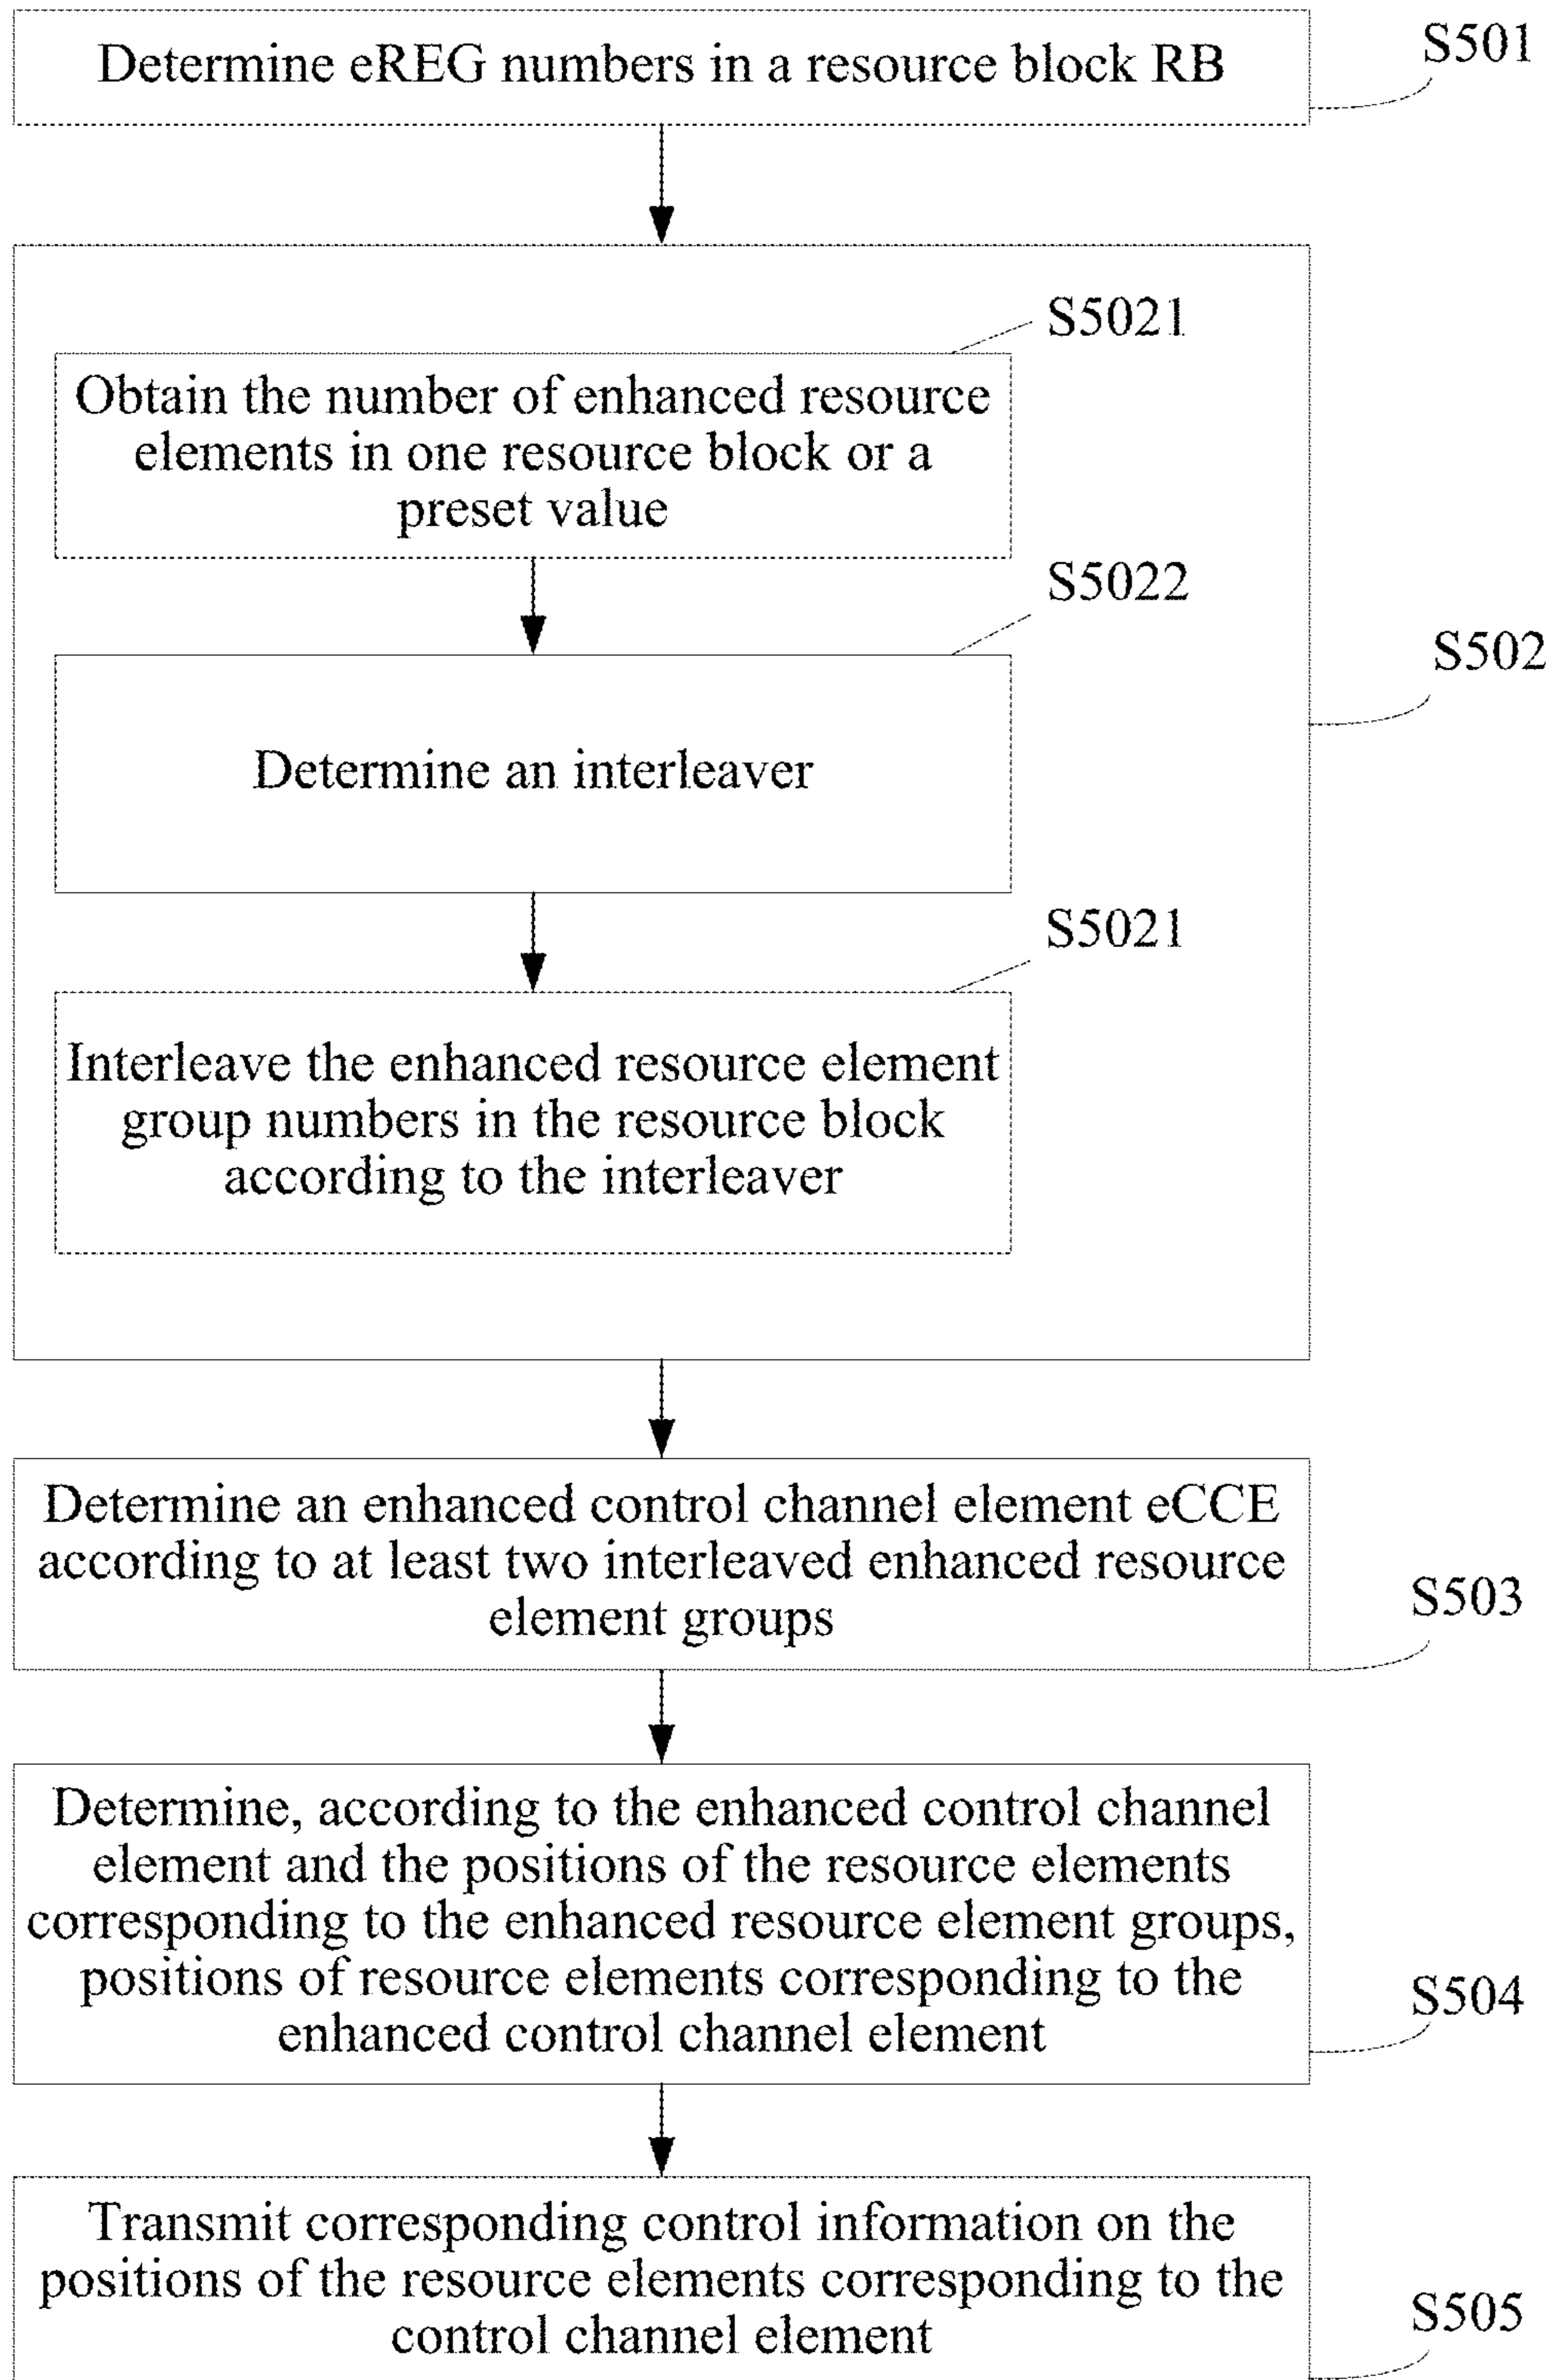 Determine eREG numbers in a resource block RB
S501
S5021
Obtain the number of enhanced resource
elements in one resource block or a
preset value
S5022
S502
Determine an interleaver
S5021
Interleave the enhanced resource element
group numbers in the resource block
according to the interleaver
Determine an enhanced control channel element eCCE
according to at least two interleaved enhanced resource
element groups
S503
Determine, according to the enhanced control channel
element and the positions of the resource elements
corresponding to the enhanced resource element groups,
positions of resource elements corresponding to the
enhanced control channel element
S504
Transmit corresponding control information on the
positions of the resource elements corresponding to the
control channel element
S505